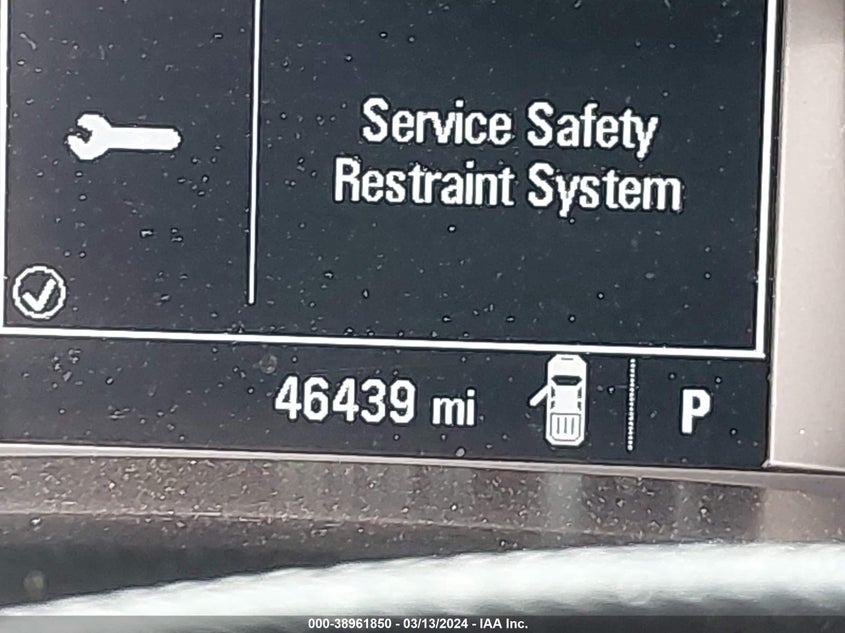 Service Safety
Restraint System
46439 mi
P
000-38961850 - 03/13/2024 - IAA Inc.